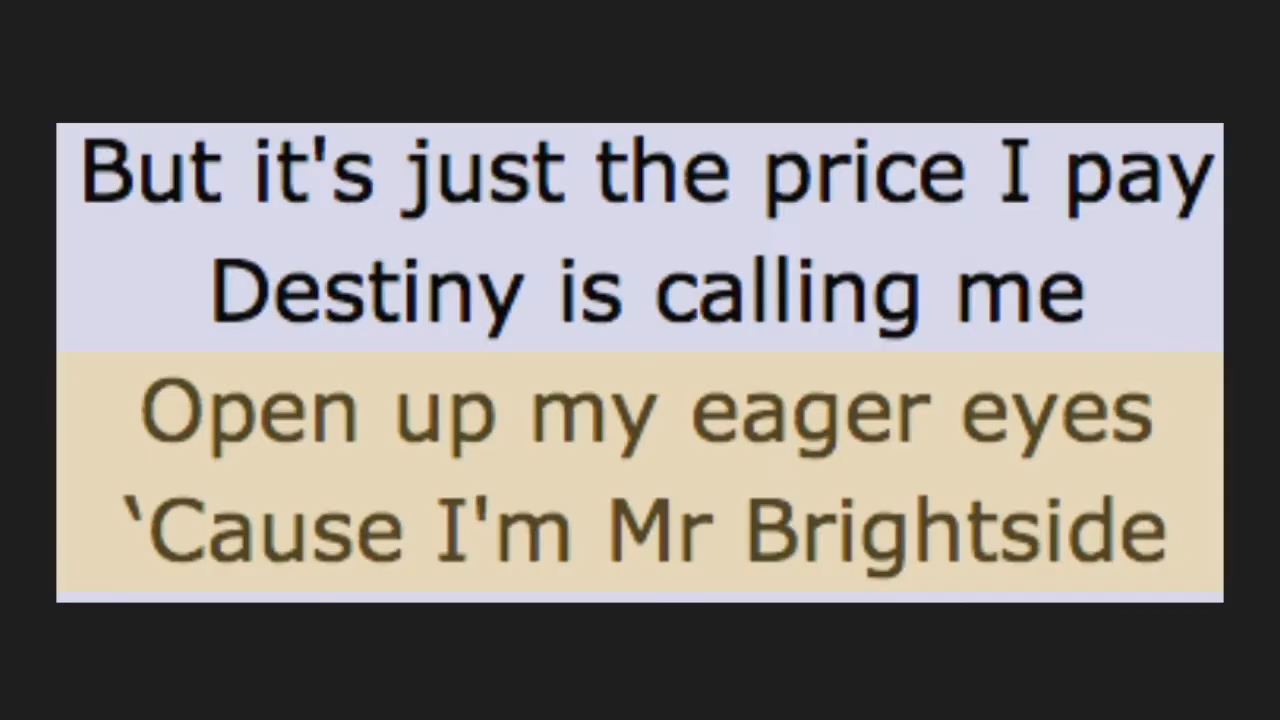 But it's just the price I pay
Destiny is calling me
Open up my eager eyes
‘Cause I'm Mr Brightside